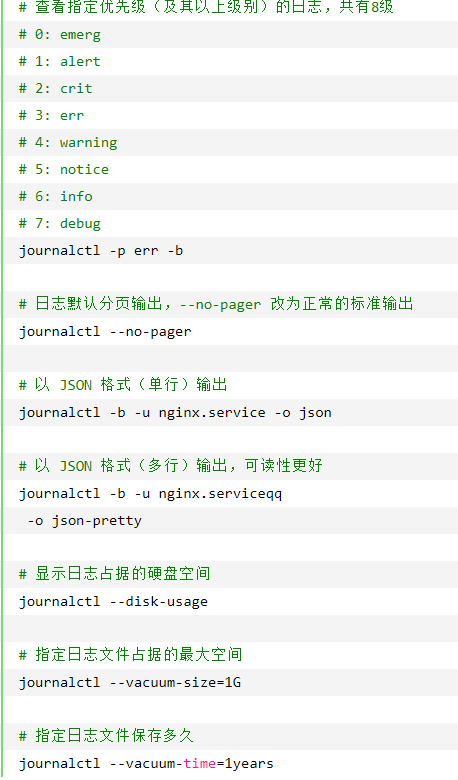 # 查看指定优先级（及其以上级别）的日志，共有8级
# 0: emerg
# 1: alert
# 2: crit
# 3: err
# 4: warning
# 5: notice
# 6: info
# 7: debug
journalctl -p err -b
# 日志默认分页输出，--no-pager 改为正常的标准输出
journalctl --no-pager
# 以 JSON 格式（单行）输出
journalctl -b -u nginx.service -o json
# 以 JSON 格式（多行）输出，可读性更好
journalctl -b -u nginx.serviceqq
 -o json-pretty
# 显示日志占据的硬盘空间
journalctl --disk-usage
# 指定日志文件占据的最大空间
journalctl --vacuum-size=1G
# 指定日志文件保存多久
journalctl --vacuum-time=1years